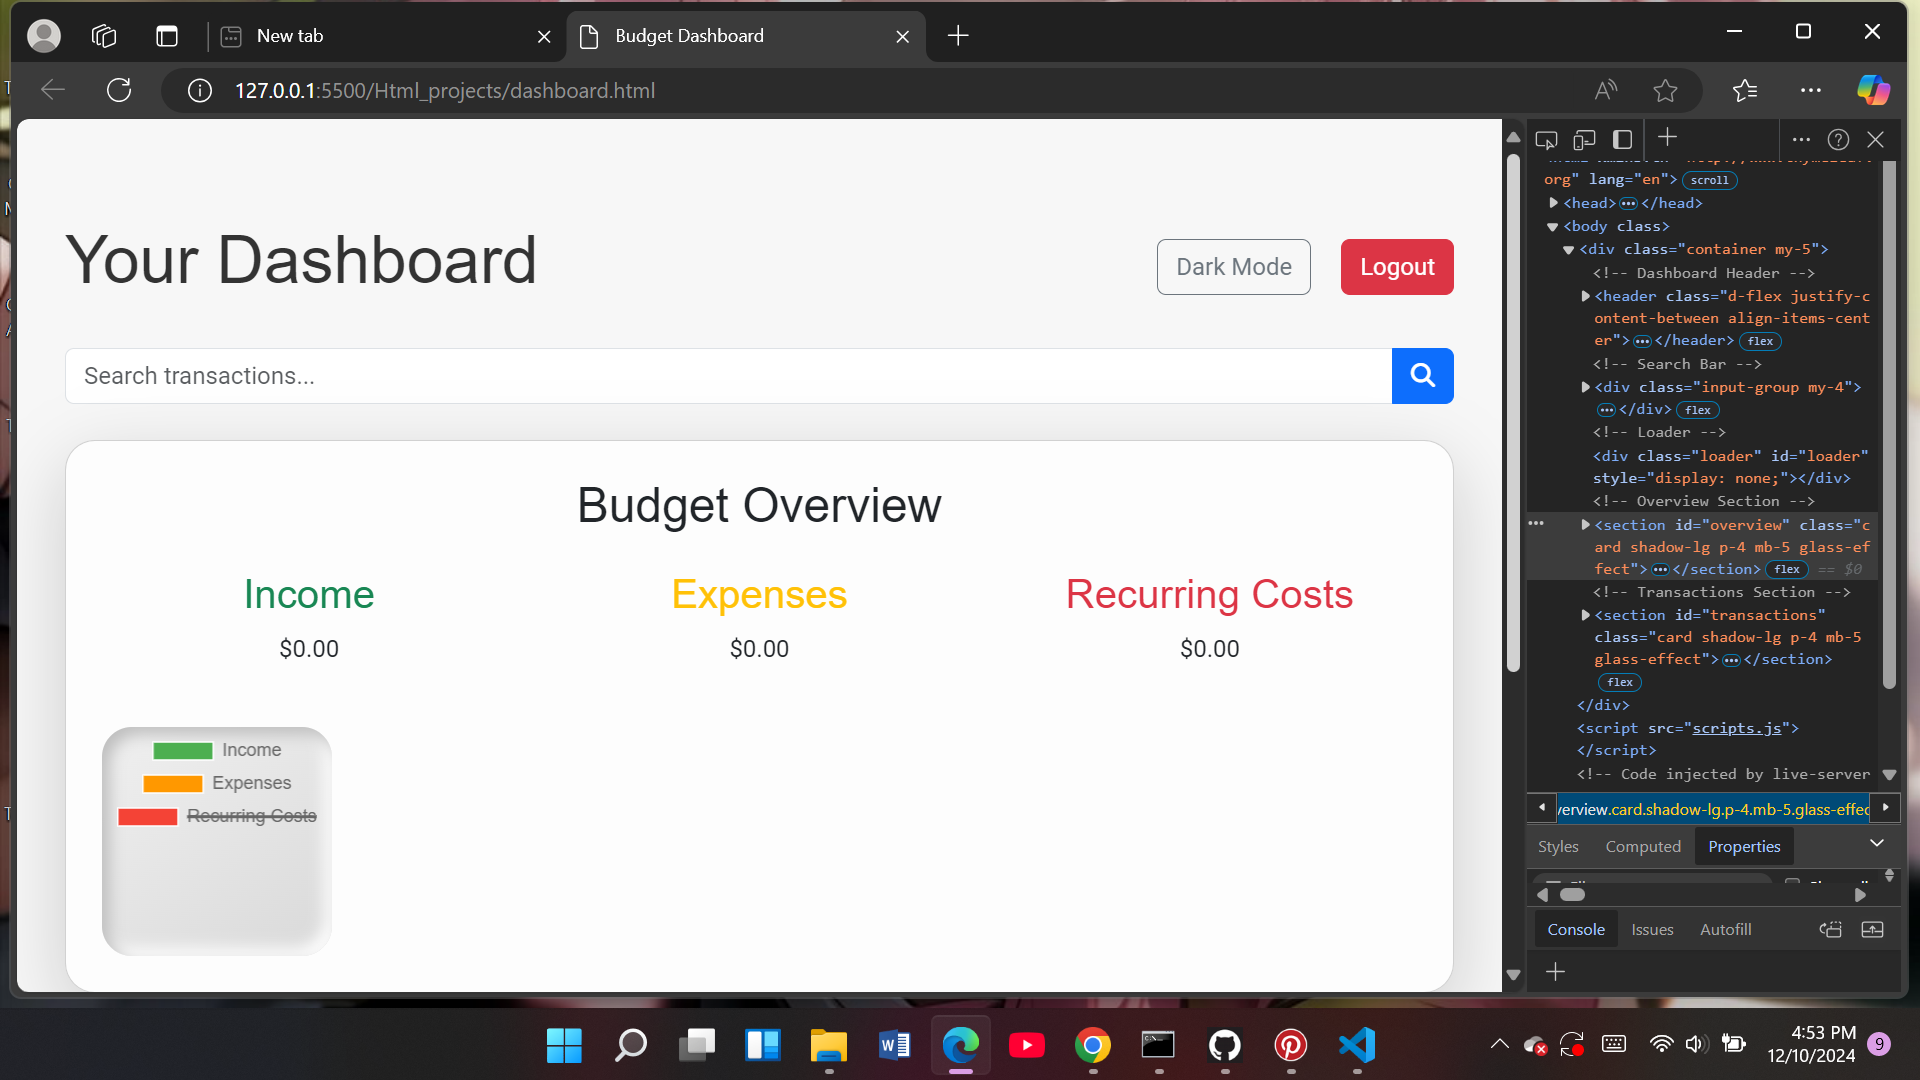 New tab
Budget Dashboard
127.0.0.1:5500/Html_projects/dashboard.html
Your Dashboard
Dark Mode
Logout
Search transactions...
Budget Overview
Income
Expenses
Recurring Costs
$0.00
$0.00
$0.00
Income
Expenses
Recurring Costs
org" lang="en"> scroll
<head> ••• </head>
<body class>
<div class="container my-5">
<!-- Dashboard Header -->
<header class="d-flex justify-c
ontent-between align-items-cent
er"> ••• </header> flex
<!-- Search Bar -->
<div class="input-group my-4">
••• </div> flex
<!-- Loader -->
<div class="loader" id="loader"
style="display: none;"></div>
<!-- Overview Section -->
<section id="overview" class="c
ard shadow-lg p-4 mb-5 glass-ef
fect"> ••• </section> flex == $0
<!-- Transactions Section -->
<section id="transactions"
class="card shadow-lg p-4 mb-5
glass-effect"> ••• </section>
flex
</div>
<script src="scripts.js">
</script>
<!-- Code injected by live-server
verview.card.shadow-lg.p-4.mb-5.glass-effec
Styles
Computed
Properties
Console
Issues
Autofill
4:53 PM
12/10/2024
9